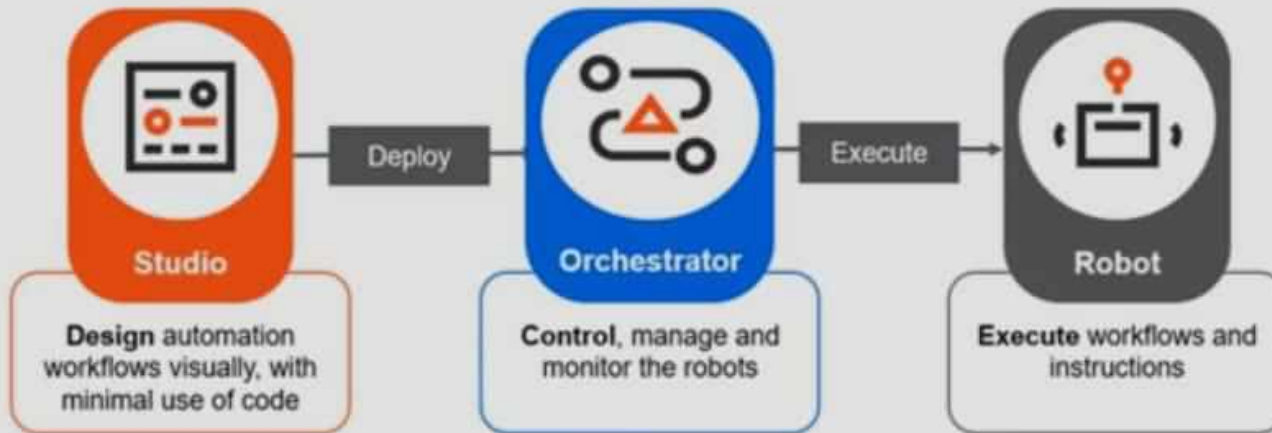 Studio
Deploy
Orchestrator
Execute
Robot
Design automation
workflows visually, with
minimal use of code
Control, manage and
monitor the robots
Execute workflows and
instructions